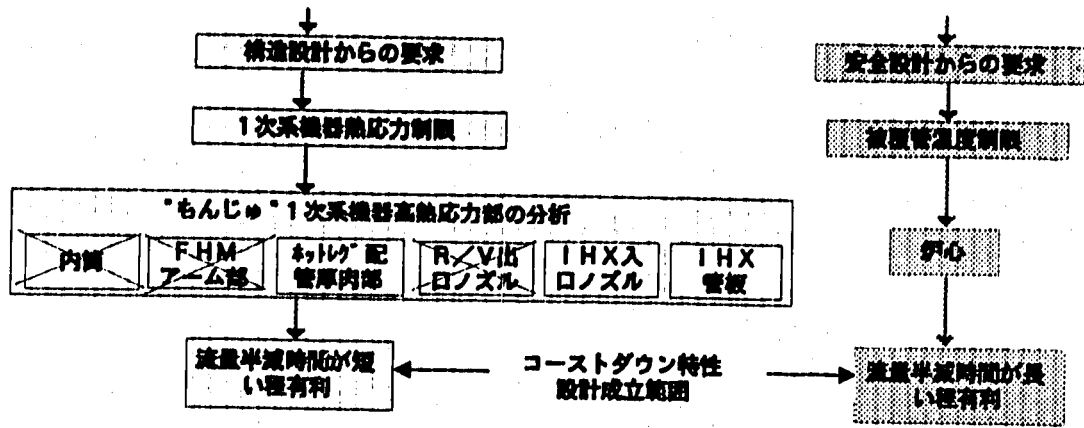 構造設計からの要求
1次系機器熱応力制限
"もんじゅ"1次系機器高熱応力部の分析
内筒
FHM
アーム部
ホットレグ配
管厚肉部
R/V出
口ノズル
IHX入
口ノズル
IHX
管板
流量半減時間が短
い程有利
コーストダウン特性
設計成立範囲
安全設計からの要求
被覆管温度制限
炉心
流量半減時間が長
い程有利